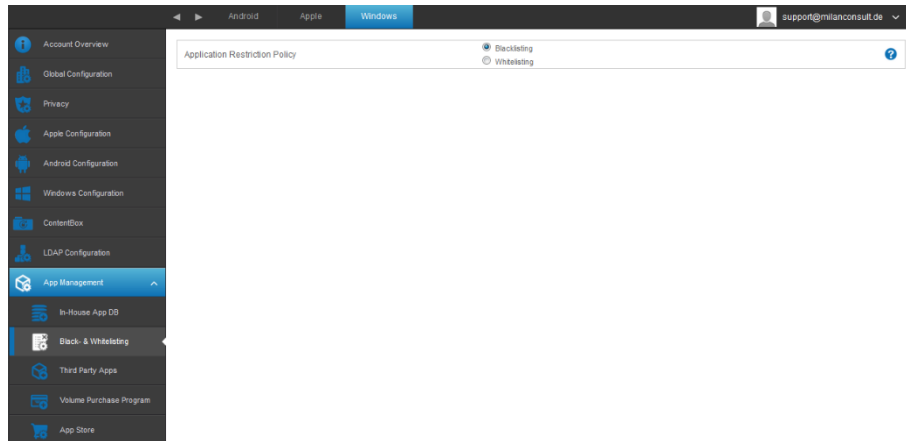 Android Apple Windows support@milanconsult.de
Account Overview
Application Restriction Policy
Blacklisting
Whitelisting
Global Configuration
Privacy
Apple Configuration
Android Configuration
Windows Configuration
ContentBox
LDAP Configuration
App Management
In-House App DB
Black- & Whitelisting
Third Party Apps
Volume Purchase Program
App Store